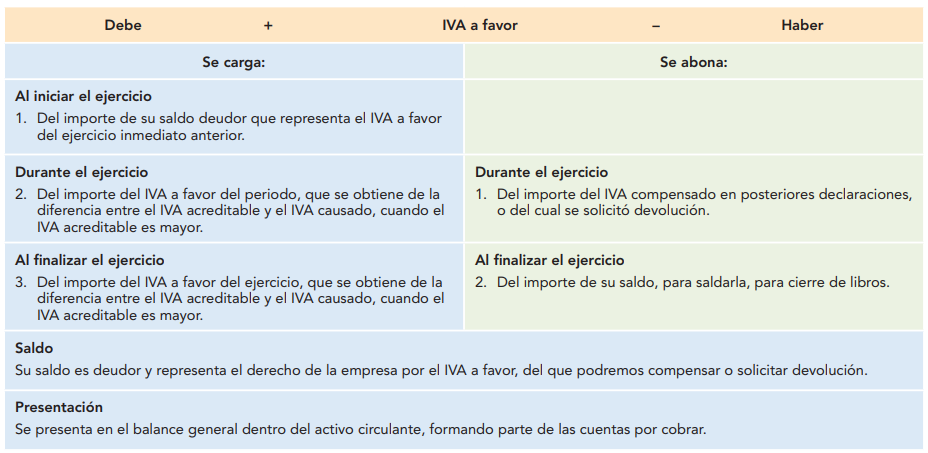 Debe + IVA a favor – Haber
Se carga:
Se abona:
Al iniciar el ejercicio
1. Del importe de su saldo deudor que representa el IVA a favor
del ejercicio inmediato anterior.
Durante el ejercicio
2. Del importe del IVA a favor del periodo, que se obtiene de la
diferencia entre el IVA acreditable y el IVA causado, cuando el
IVA acreditable es mayor.
Durante el ejercicio
1. Del importe del IVA compensado en posteriores declaraciones,
o del cual se solicitó devolución.
Al finalizar el ejercicio
3. Del importe del IVA a favor del ejercicio, que se obtiene de la
diferencia entre el IVA acreditable y el IVA causado, cuando el
IVA acreditable es mayor.
Al finalizar el ejercicio
2. Del importe de su saldo, para saldarla, para cierre de libros.
Saldo
Su saldo es deudor y representa el derecho de la empresa por el IVA a favor, del que podremos compensar o solicitar devolución.
Presentación
Se presenta en el balance general dentro del activo circulante, formando parte de las cuentas por cobrar.